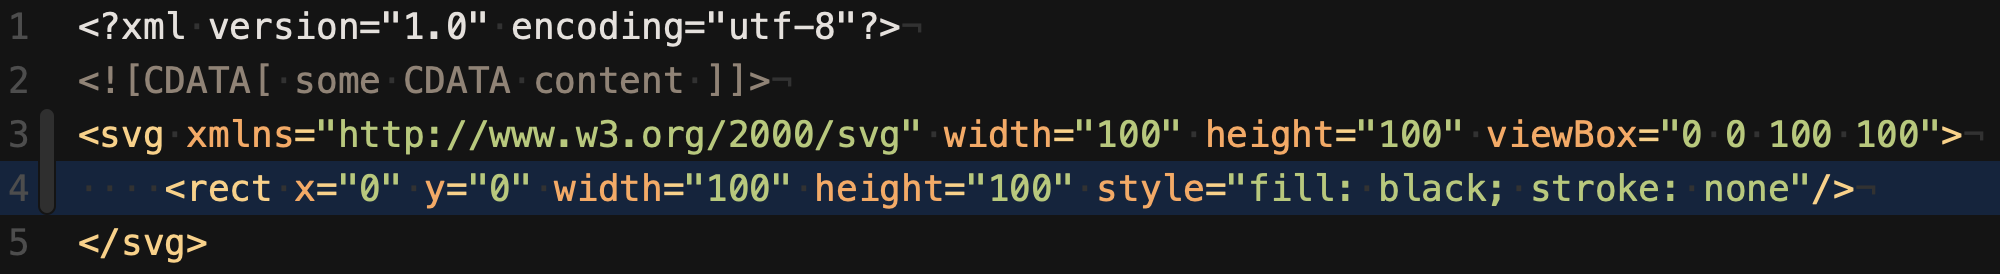 1 <?xml version="1.0" encoding="utf-8"?>¬
2 <![CDATA[ some CDATA content ]]>¬
3 <svg xmlns="http://www.w3.org/2000/svg" width="100" height="100" viewBox="0 0 100 100">¬
4     <rect x="0" y="0" width="100" height="100" style="fill: black; stroke: none"/>¬
5 </svg>